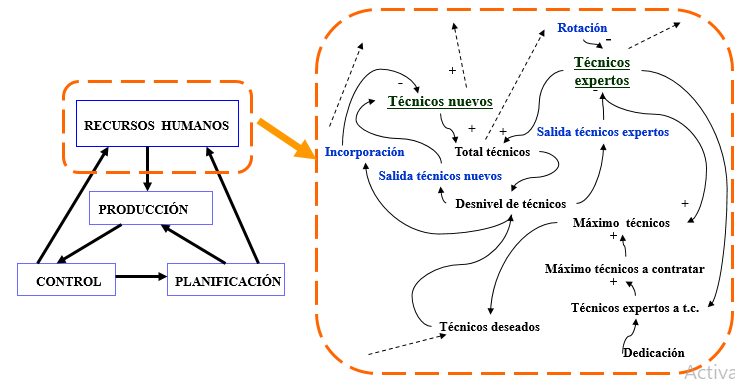 RECURSOS HUMANOS
PRODUCCIÓN
CONTROL
PLANIFICACIÓN
Rotación
-
Técnicos
expertos
-
+
-
Técnicos nuevos
+
+
Salida técnicos expertos
Incorporación
Total técnicos
Salida técnicos nuevos
Desnivel de técnicos
+
Máximo técnicos
+
Máximo técnicos a contratar
+
Técnicos expertos a t.c.
Técnicos deseados
Dedicación
Activa